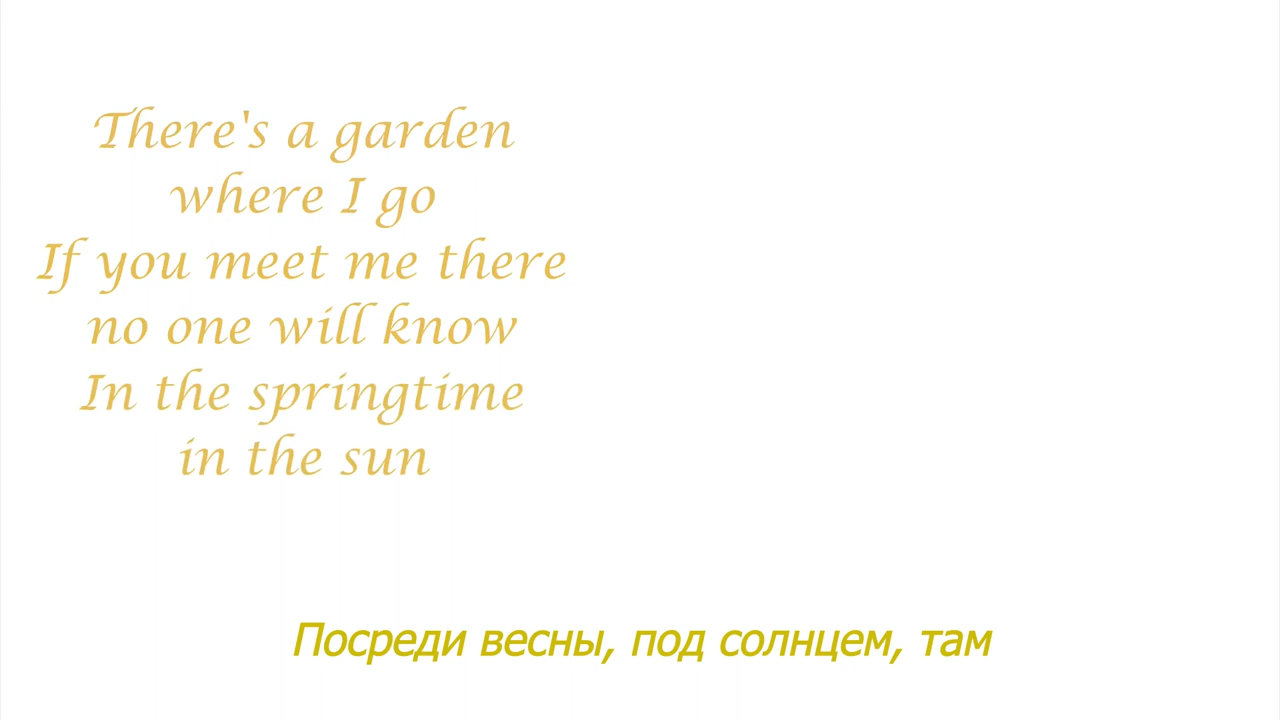 There's a garden
where I go
If you meet me there
no one will know
In the springtime
in the sun
Посреди весны, под солнцем, там